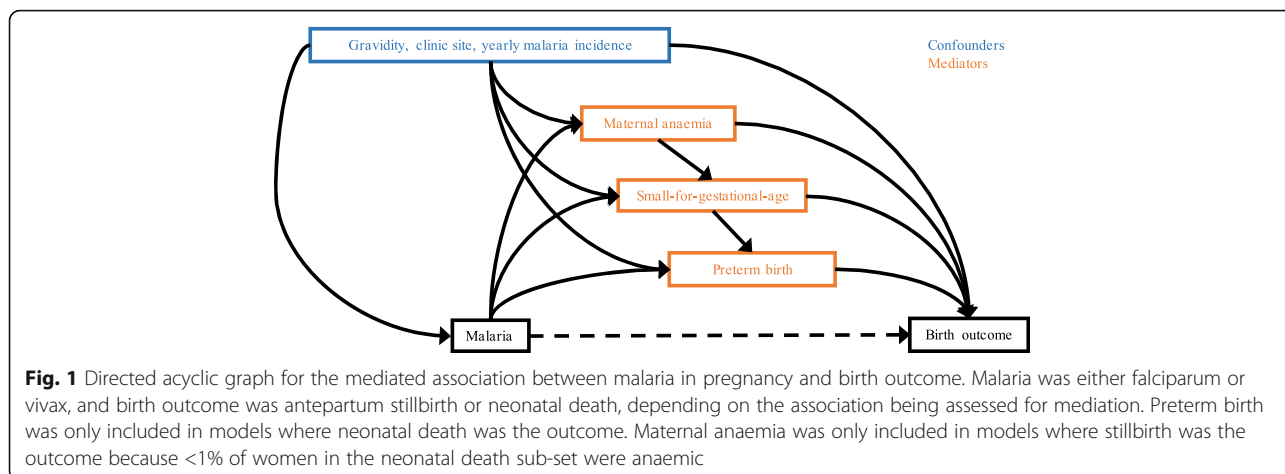 Gravidity, clinic site, yearly malaria incidence
Confounders
Mediators
Maternal anaemia
Small-for-gestational-age
Preterm birth
Malaria
Birth outcome
Fig. 1 Directed acyclic graph for the mediated association between malaria in pregnancy and birth outcome. Malaria was either falciparum or
vivax, and birth outcome was antepartum stillbirth or neonatal death, depending on the association being assessed for mediation. Preterm birth
was only included in models where neonatal death was the outcome. Maternal anaemia was only included in models where stillbirth was the
outcome because <1% of women in the neonatal death sub-set were anaemic